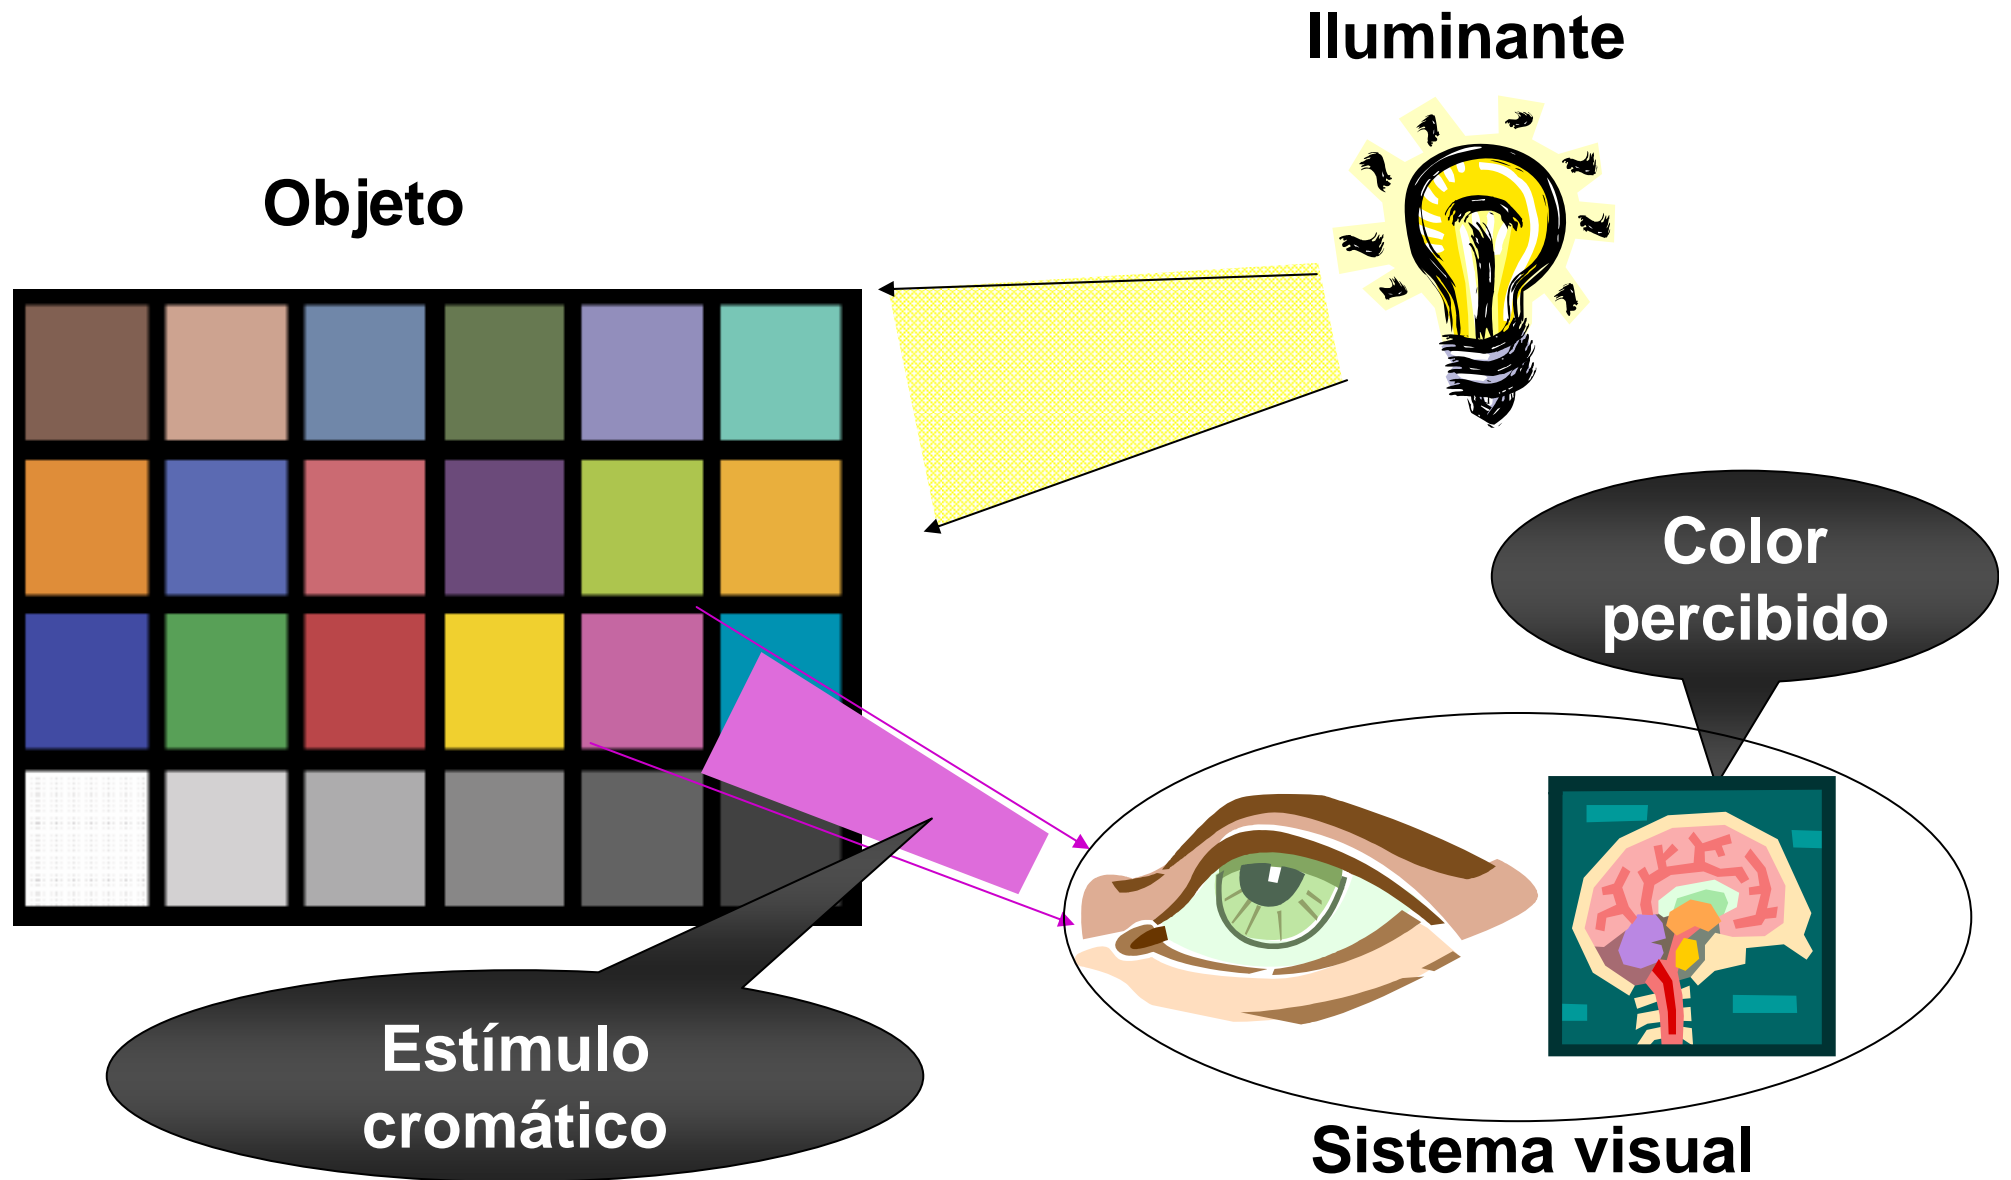 Iluminante
Objeto
Color
percibido
Estímulo
cromático
Sistema visual